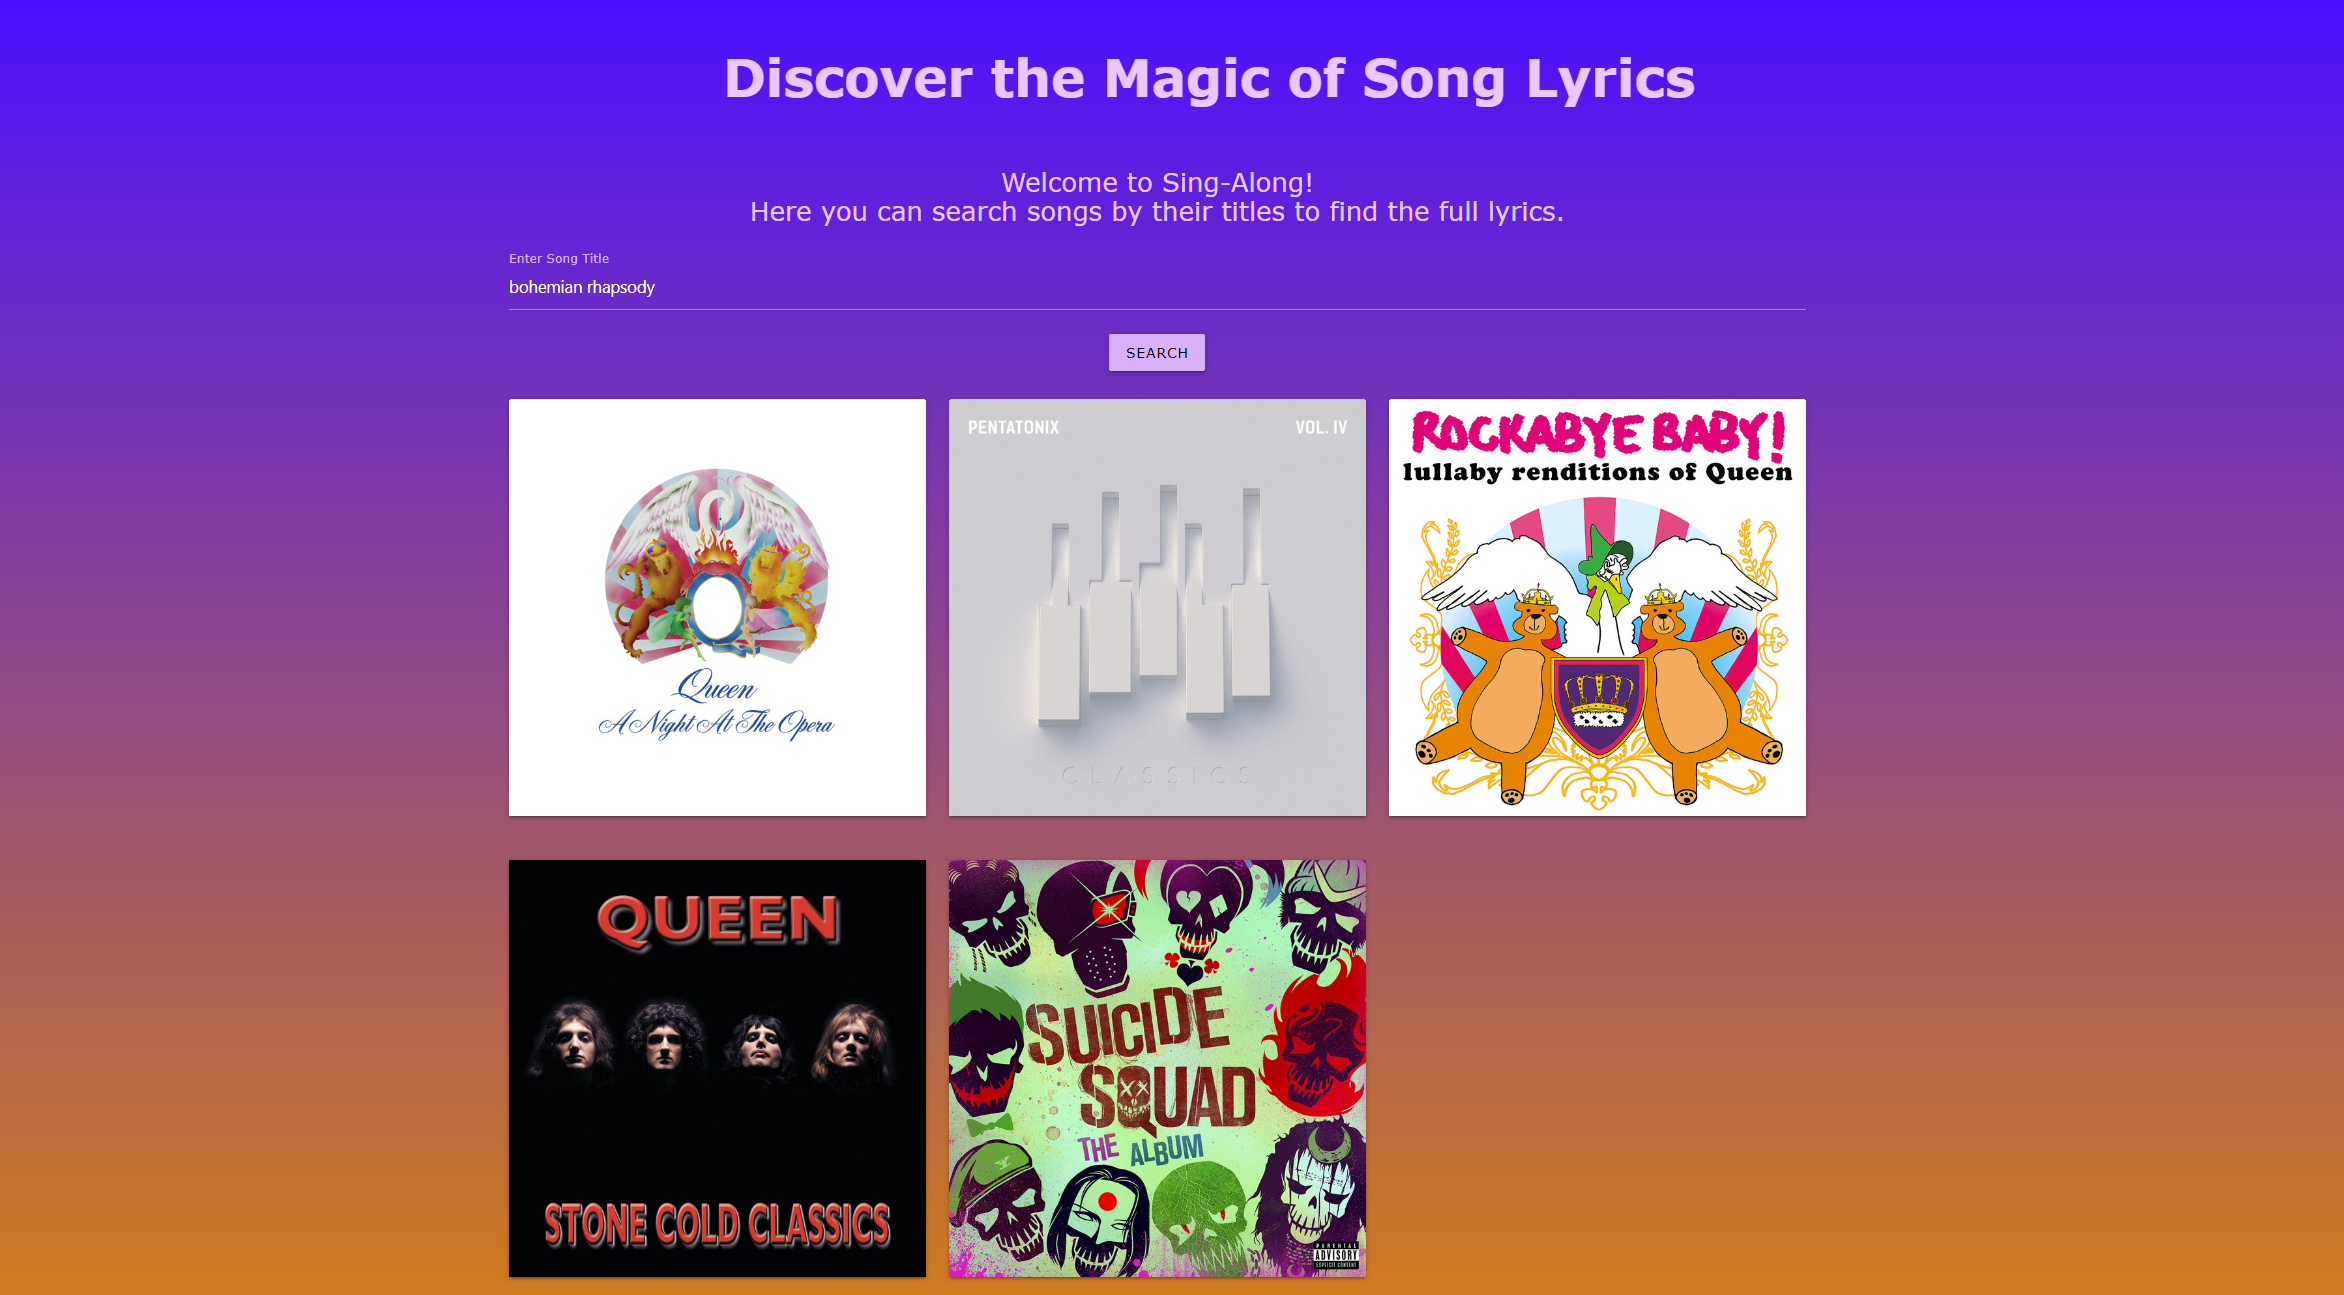 Discover the Magic of Song Lyrics
Welcome to Sing-Along!
Here you can search songs by their titles to find the full lyrics.
Enter Song Title
bohemian rhapsody
SEARCH
Queen
A Night At The Opera
PENTATONIX
VOL. IV
CLASSICS
ROCKABYE BABY!
lullaby renditions of Queen
QUEEN
STONE COLD CLASSICS
SUICIDE
SQUAD
THE ALBUM
PARENTAL
ADVISORY
EXPLICIT CONTENT